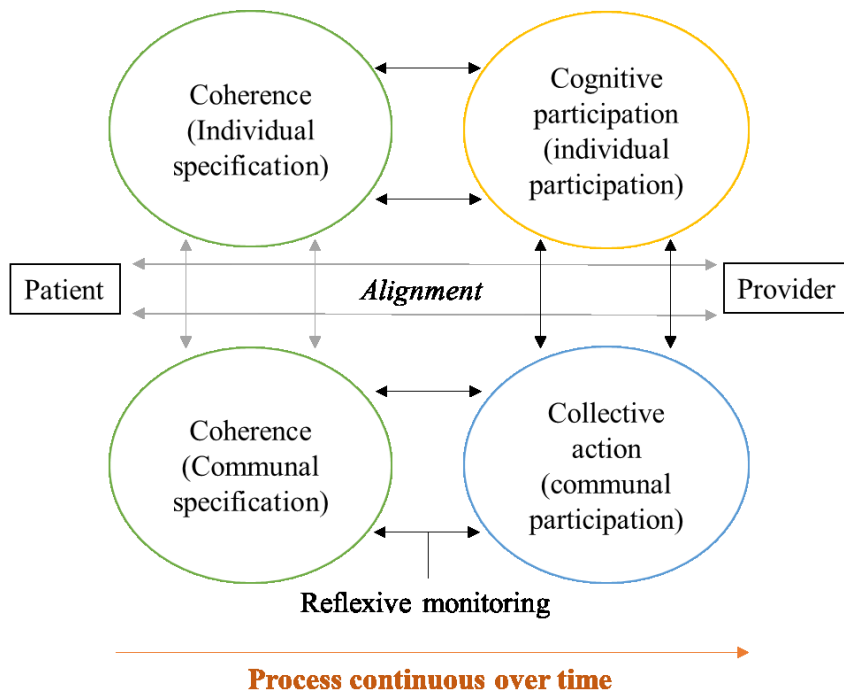 Coherence
(Individual
specification)
Cognitive
participation
(individual
participation)
Patient
Alignment
Provider
Coherence
(Communal
specification)
Collective
action
(communal
participation)
Reflexive monitoring
Process continuous over time